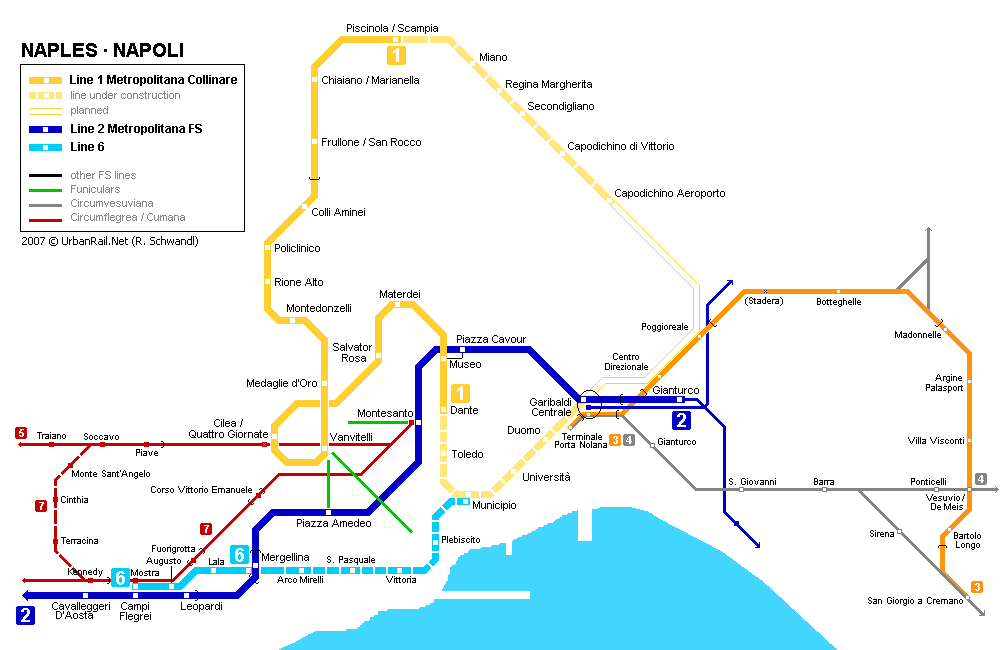 NAPLES · NAPOLI
Line 1 Metropolitana Collinare
line under construction
planned
Line 2 Metropolitana FS
Line 6
other FS lines
Funiculars
Circumvesuviana
Circumflegrea / Cumana
2007 © UrbanRail.Net (R. Schwandl)
Piscinola / Scampia
1
Miano
Chiaiano / Marianella
Regina Margherita
Secondigliano
Frullone / San Rocco
Capodichino di Vittorio
Capodichino Aeroporto
Colli Aminei
Policlinico
Rione Alto
Materdei
Montedonzelli
(Stadera)
Botteghelle
Poggioreale
Madonnelle
Piazza Cavour
Salvator
Rosa
Museo
Centro
Direzionale
Medaglie d'Oro
1
Gianturco
Argine
Palasport
Montesanto
Dante
Garibaldi
Centrale
2
Cilea /
Quattro Giornate
Vanvitelli
Duomo
Terminale
Porta Nolana
3
4
Gianturco
Villa Visconti
5
Traiano
Soccavo
Piave
Toledo
Monte Sant'Angelo
Università
S. Giovanni
Barra
Ponticelli
4
Corso Vittorio Emanuele
Cinthia
7
Municipio
Vesuvio/
De Meis
Piazza Amedeo
7
Terracina
Plebiscito
Sirena
Bartolo
Longo
Fuorigrotta
Augusto
6
Mergellina
Lala
S. Pasquale
Kennedy
6
Mostra
Arco Mirelli
Vittoria
3
2
Cavalleggeri
D'Aosta
Campi
Flegrei
Leopardi
San Giorgio a Cremano